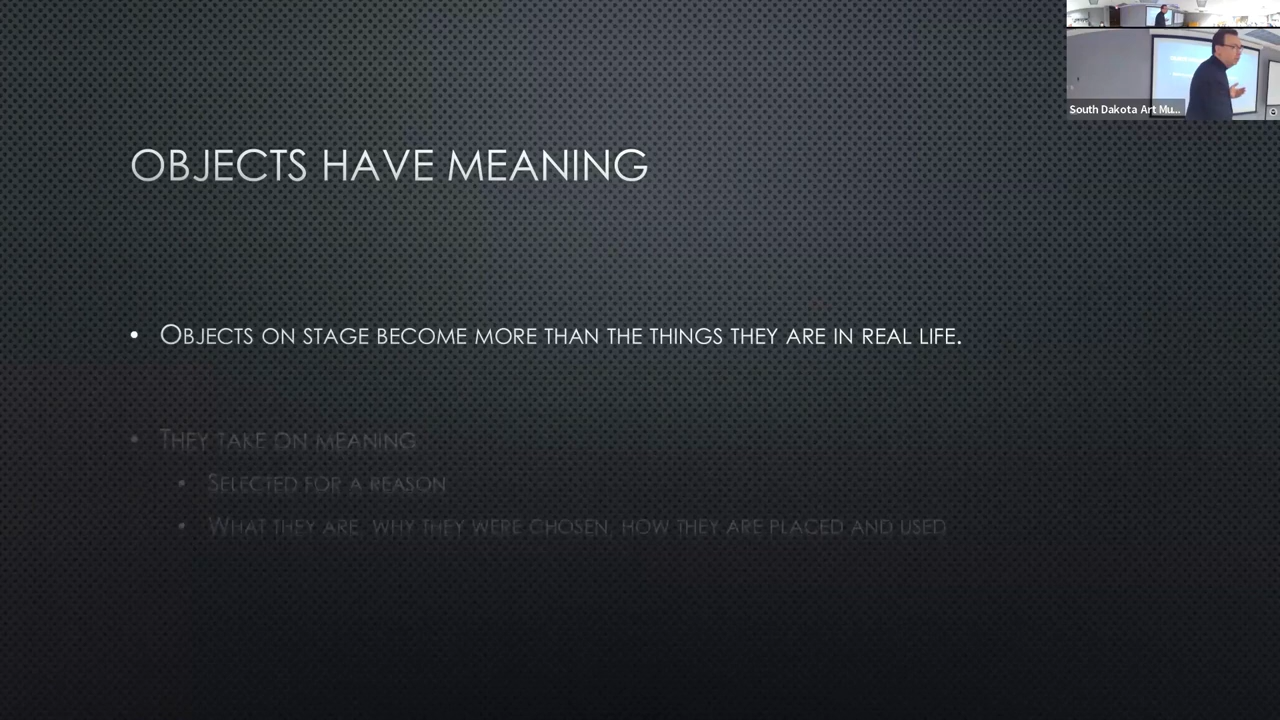 South Dakota Art Mu...
OBJECTS HAVE MEANING
• OBJECTS ON STAGE BECOME MORE THAN THE THINGS THEY ARE IN REAL LIFE.
• THEY TAKE ON MEANING
• SELECTED FOR A REASON
• WHAT THEY ARE, WHY THEY WERE CHOSEN, HOW THEY ARE PLACED AND USED